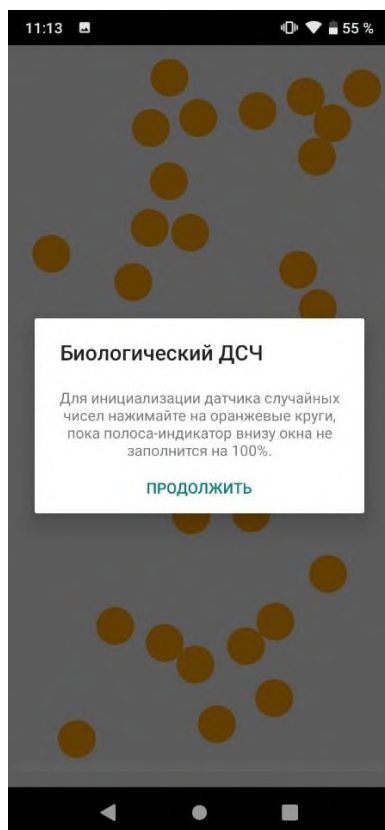 11:13
55 %
Биологический ДСЧ
Для инициализации датчика случайных
чисел нажимайте на оранжевые круги,
пока полоса-индикатор внизу окна не
заполнится на 100%.
ПРОДОЛЖИТЬ